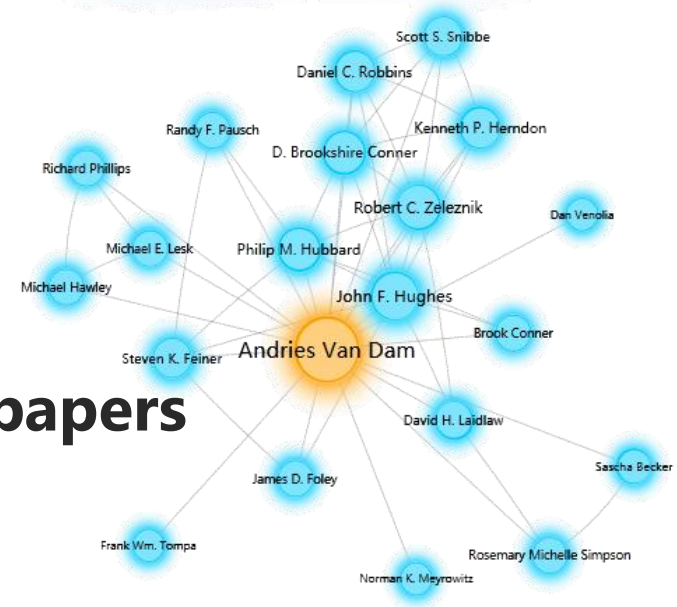 Scott S. Snibbe
Daniel C. Robbins
Randy F. Pausch
Kenneth P. Herndon
D. Brookshire Conner
Richard Phillips
Robert C. Zeleznik
Dan Venolia
Michael E. Lesk
Philip M. Hubbard
Michael Hawley
John F. Hughes
Brook Conner
Andries Van Dam
Steven K. Feiner
papers
David H. Laidlaw
Sascha Becker
James D. Foley
Frank Wm. Tompa
Rosemary Michelle Simpson
Norman K. Meyrowitz